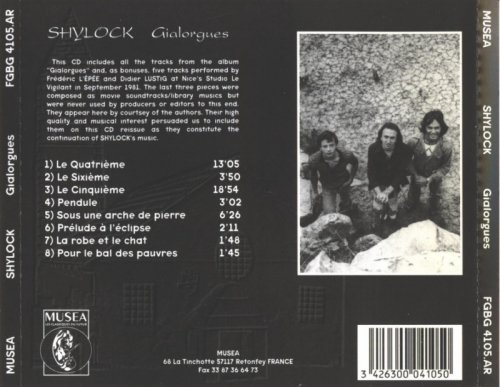 SHYLOCK Gialorgues
This CD includes all the tracks from the album
"Gialorgues" and, as bonuses, five tracks performed by
Frédéric L'ÉPÉE and Didier LUSTIG at Nice's Studio Le
Vigilant in September 1981. The last three pieces were
composed as movie soundtracks/library musics but
were never used by producers or editors to this end.
They appear here by courtsey of the authors. Their high
quality and musical interest persuaded us to include
them on this CD reissue as they constitute the
continuation of SHYLOCK's music.
1) Le Quatrième 13'05
2) Le Sixième 3'50
3) Le Cinquième 18'54
4) Pendule 3'02
5) Sous une arche de pierre 6'26
6) Prélude à l'éclipse 2'11
7) La robe et le chat 1'48
8) Pour le bal des pauvres 1'45
MUSEA
LES CLASSIQUES DU FUTUR
MUSEA
68 La Tinchotte 57117 Retonfey FRANCE
Fax 33 87 36 64 73
3 426300 041050
MUSEA SHYLOCK Gialorgues FGBG 4105.AR
MUSEA SHYLOCK Gialorgues FGBG 4105.AR